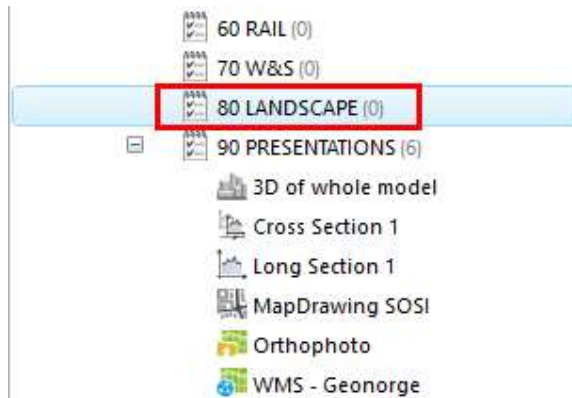 60 RAIL (0)
70 W&S (0)
80 LANDSCAPE (0)
90 PRESENTATIONS (6)
3D of whole model
Cross Section 1
Long Section 1
MapDrawing SOSI
Orthophoto
WMS - Geonorge